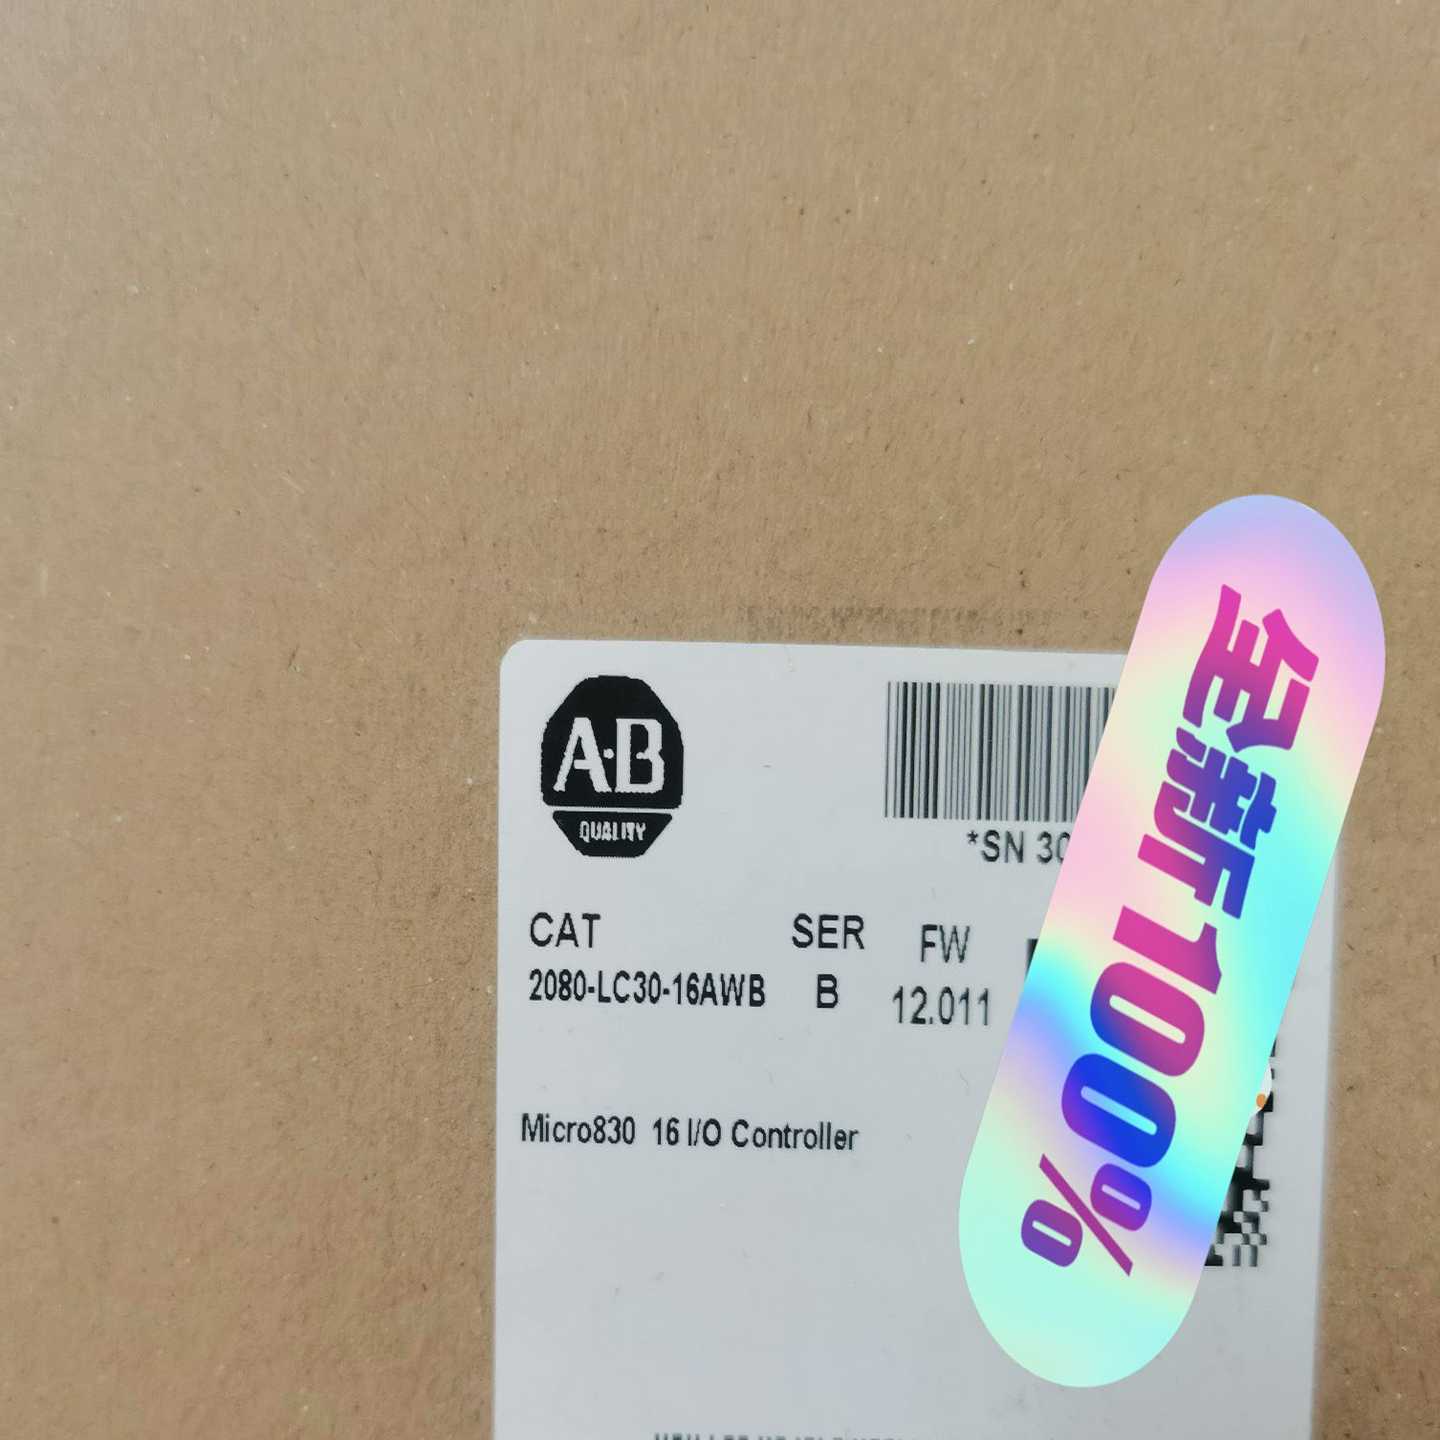 A·B
QUALITY
*SN 30
CAT SER FW
2080-LC30-16AWB B 12.011
Micro830 16 I/O Controller
全新100%